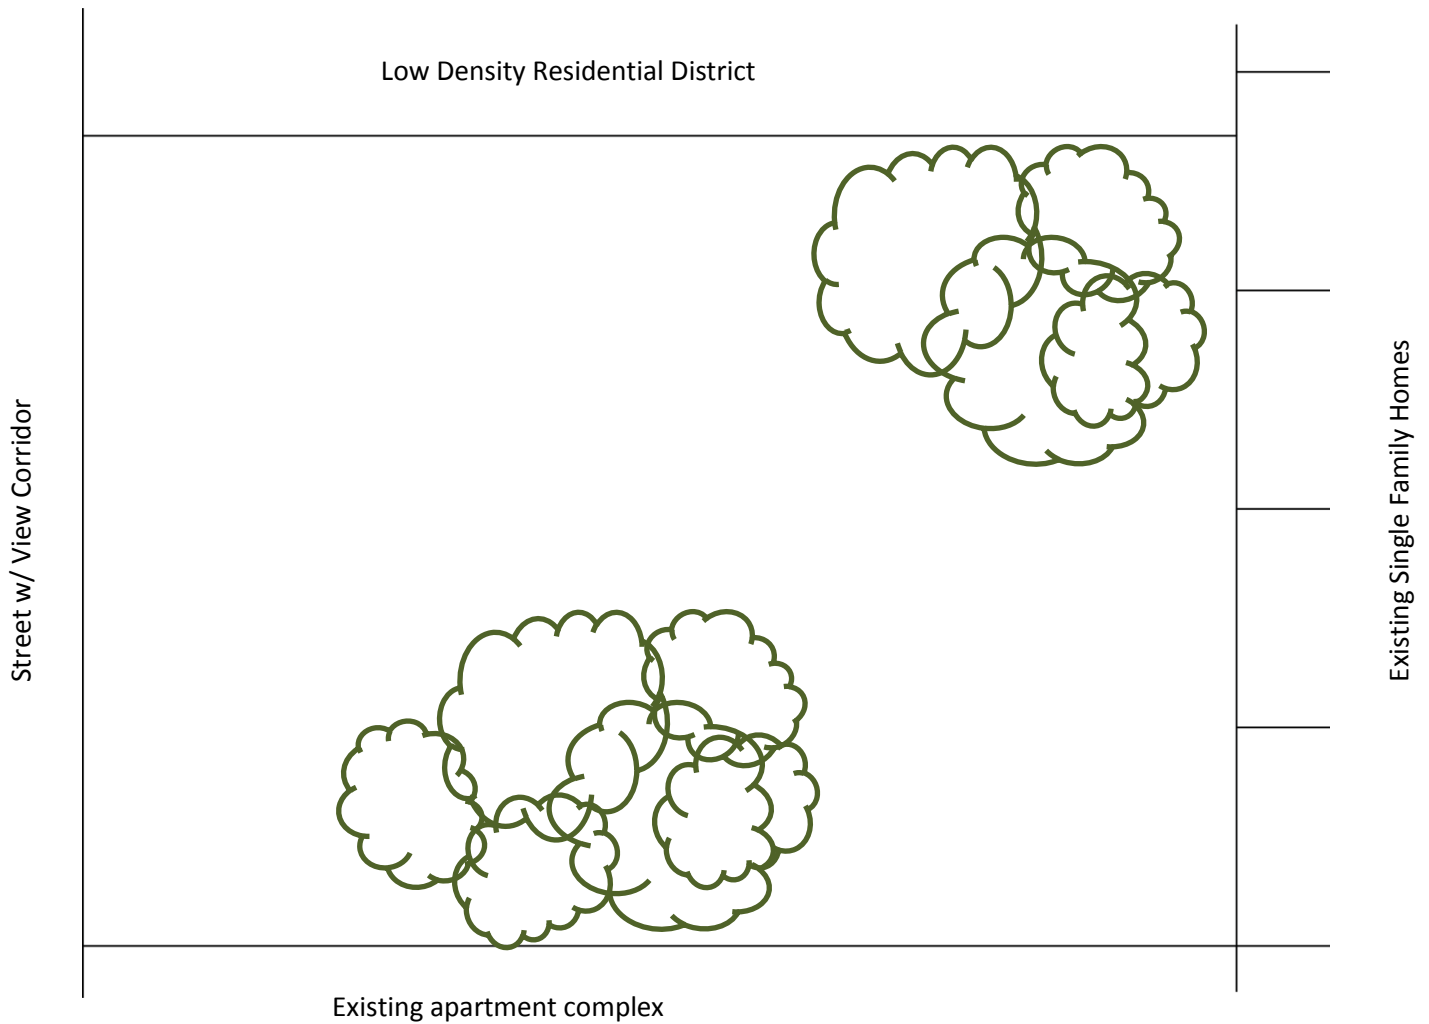 Low Density Residential District
Street w/ View Corridor
Existing Single Family Homes
Existing apartment complex